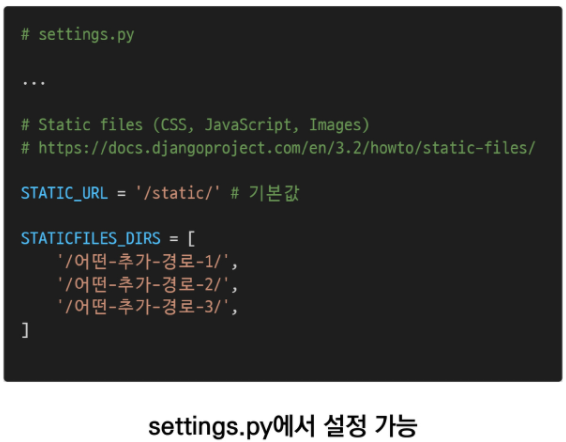 # settings.py
...
# Static files (CSS, JavaScript, Images)
# https://docs.djangoproject.com/en/3.2/howto/static-files/
STATIC_URL = '/static/' # 기본값
STATICFILES_DIRS = [
    '/어떤-추가-경로-1/',
    '/어떤-추가-경로-2/',
    '/어떤-추가-경로-3/',
]
settings.py에서 설정 가능